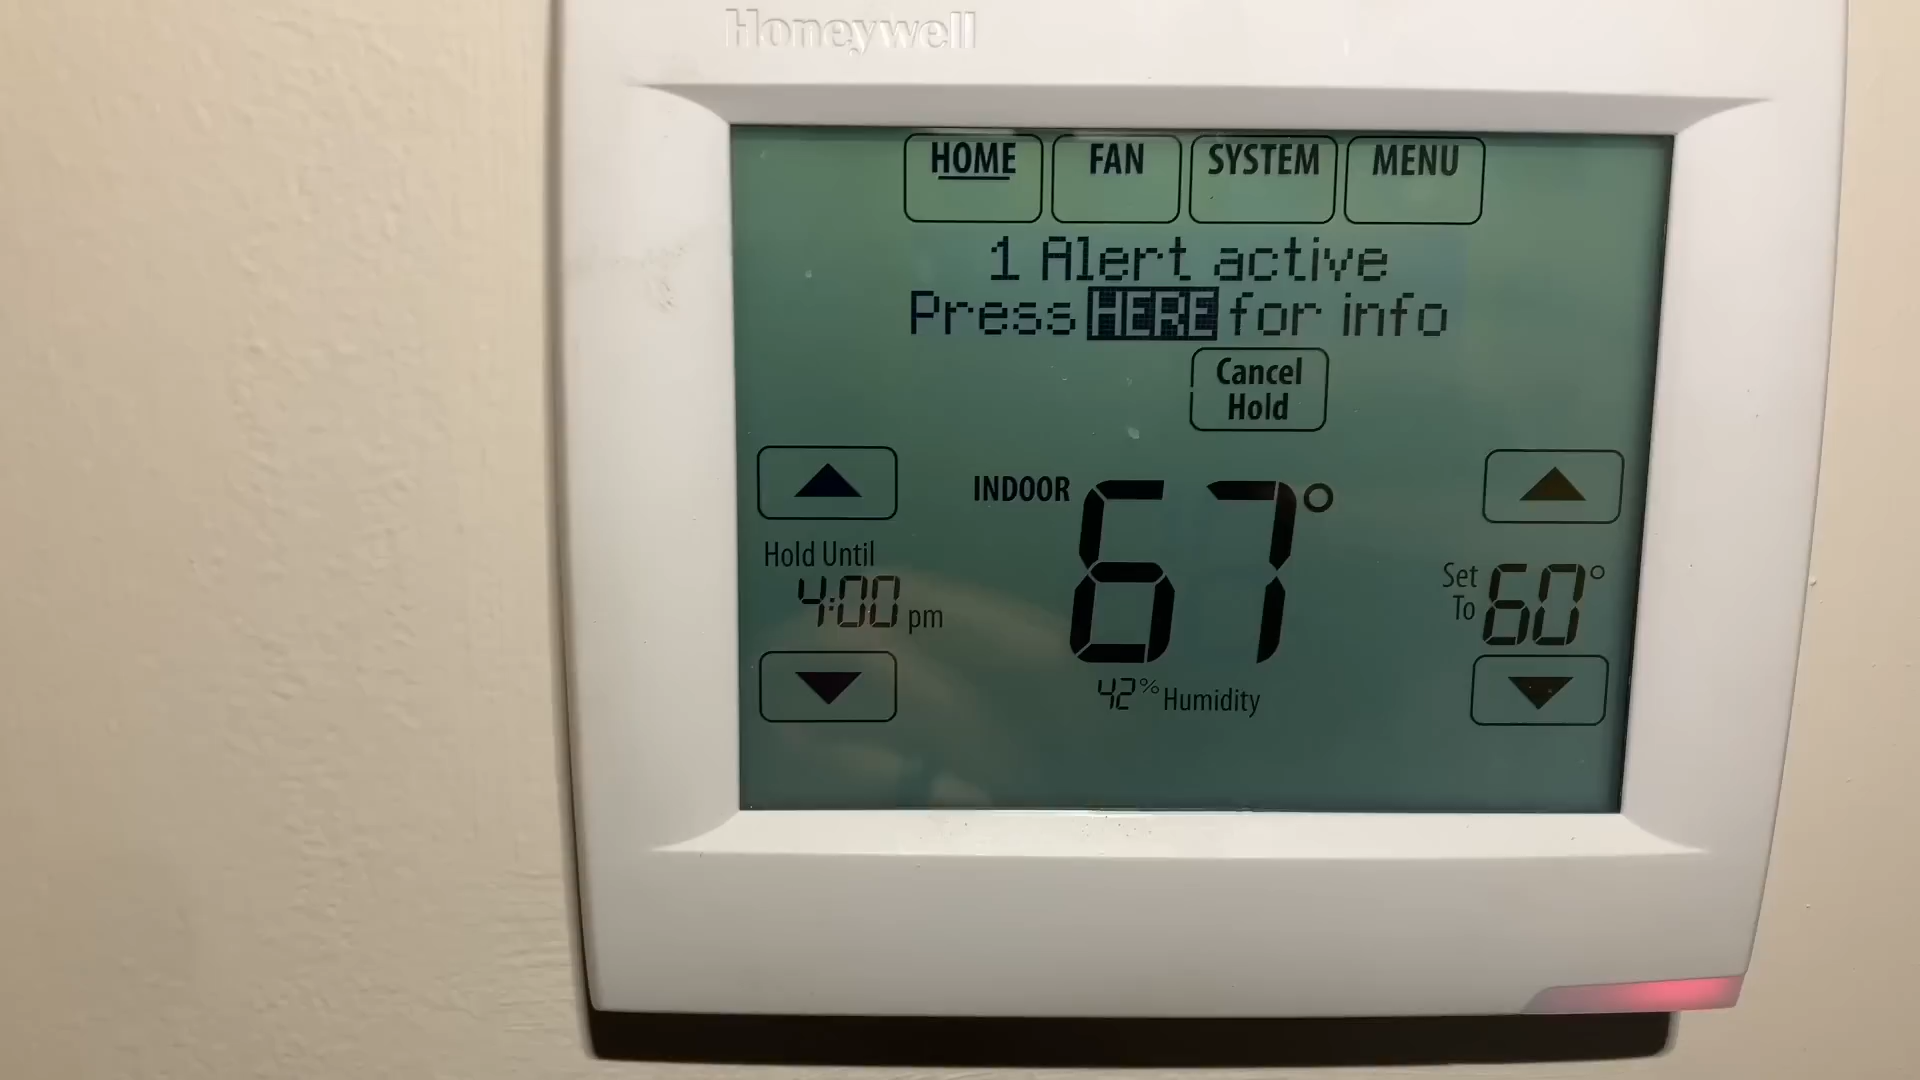 Honeywell
HOME FAN SYSTEM MENU
1 Alert active
Press HERE for info
Cancel
Hold
INDOOR 67°
Hold Until
4:00 pm
Set
To 60°
42% Humidity